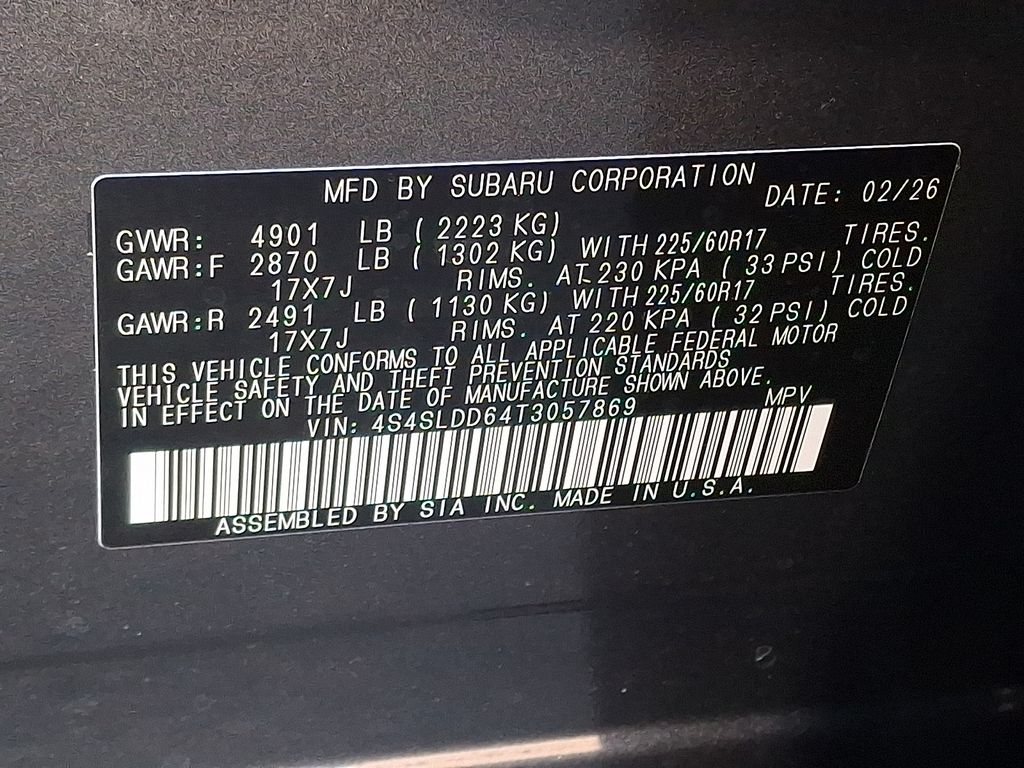 MFD BY SUBARU CORPORATION DATE: 02/26
GVWR: 4901 LB ( 2223 KG)
GAWR:F 2870 LB ( 1302 KG) WITH 225/60R17 TIRES.
17X7J RIMS. AT 230 KPA ( 33 PSI) COLD
GAWR:R 2491 LB ( 1130 KG) WITH 225/60R17 TIRES.
17X7J RIMS. AT 220 KPA ( 32 PSI) COLD
THIS VEHICLE CONFORMS TO ALL APPLICABLE FEDERAL MOTOR
VEHICLE SAFETY AND THEFT PREVENTION STANDARDS
IN EFFECT ON THE DATE OF MANUFACTURE SHOWN ABOVE.
VIN: 4S4SLDD64T3057869 MPV
ASSEMBLED BY SIA INC. MADE IN U.S.A.